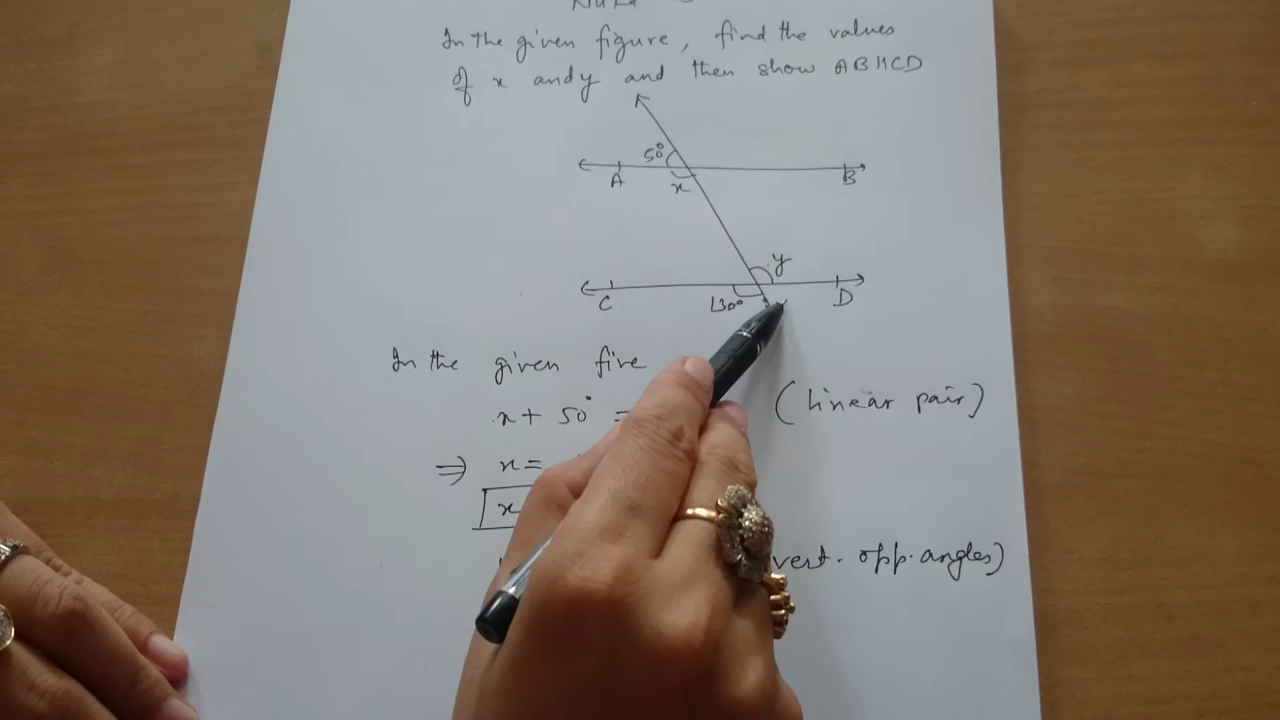 In the given figure, find the values
of x and y and then show AB||CD
50°
A
B
x
y
C
130°
D
In the given five
x + 50° = (linear pair)
⇒ x =
x
vert. opp. angles)